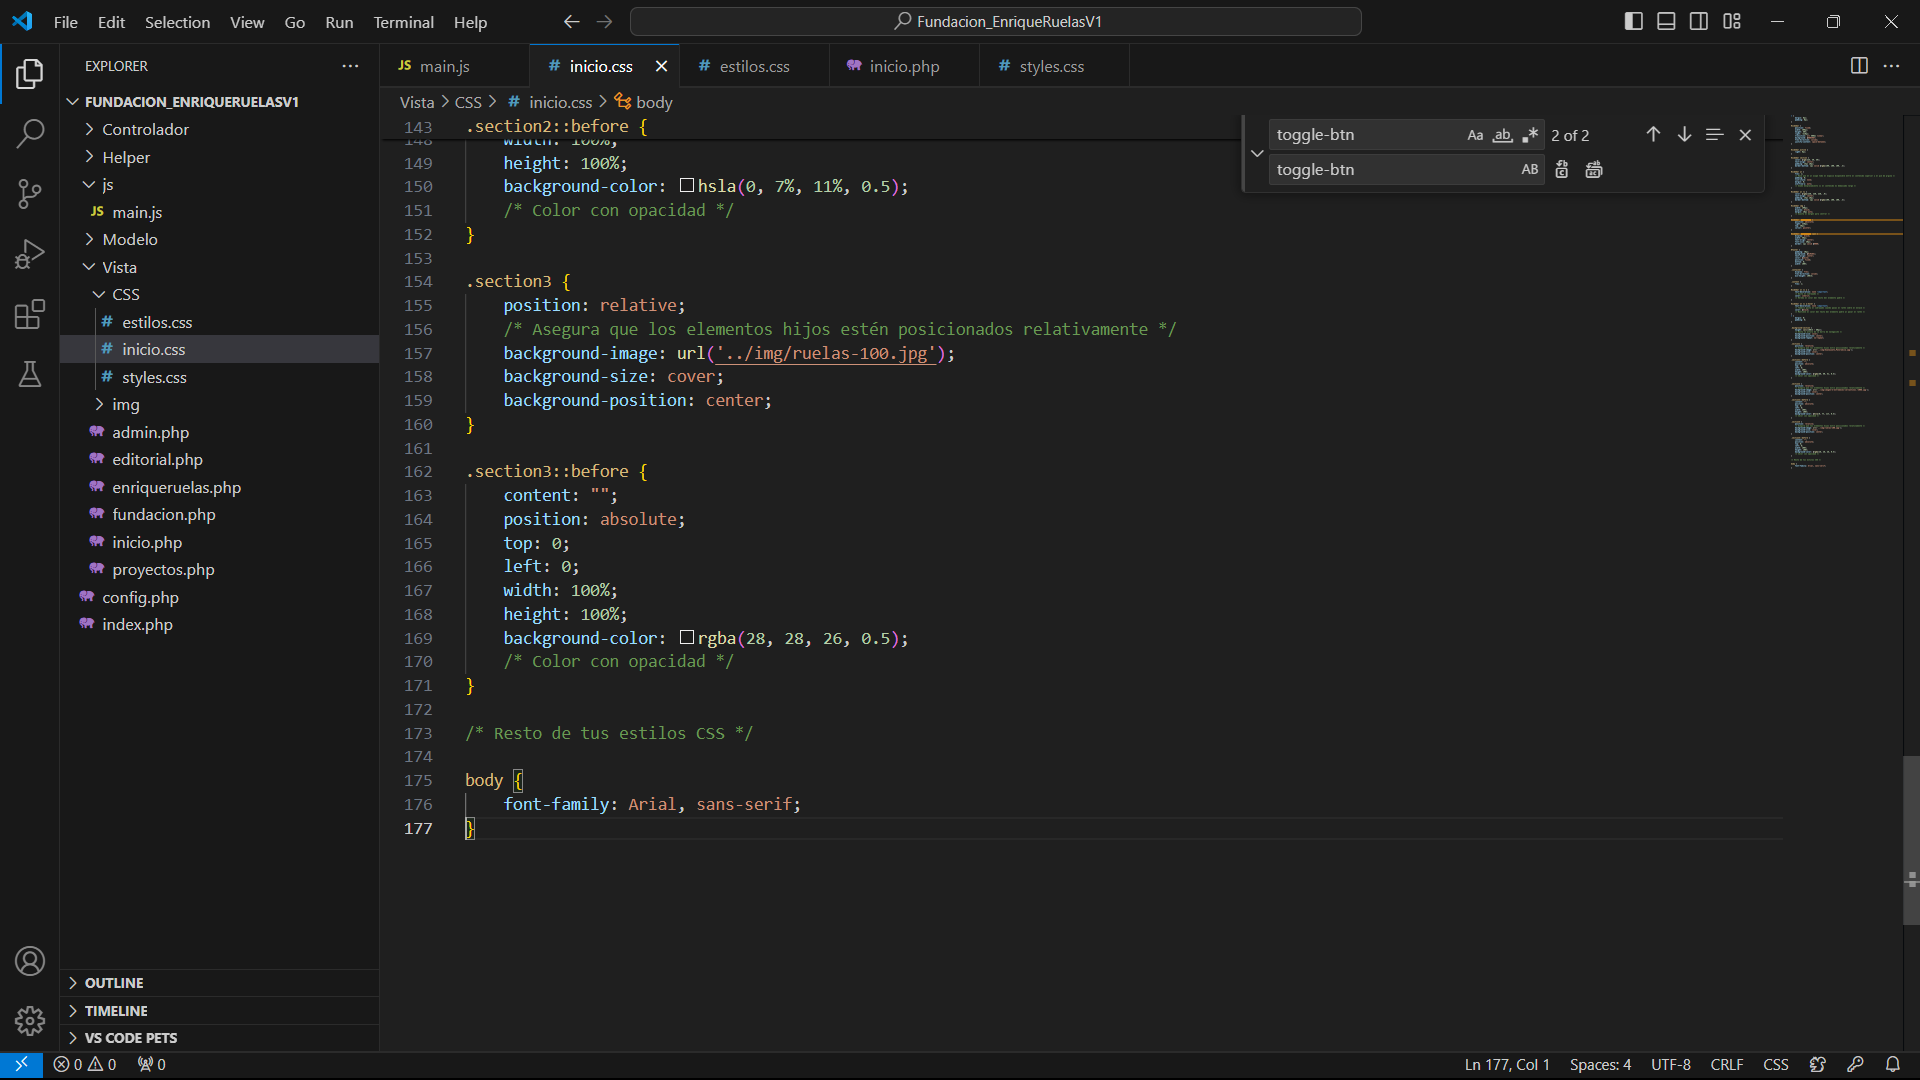 File Edit Selection View Go Run Terminal Help
Fundacion_EnriqueRuelasV1
EXPLORER
FUNDACION_ENRIQUERUELASV1
Controlador
Helper
js
JS main.js
Modelo
Vista
CSS
# estilos.css
# inicio.css
# styles.css
img
admin.php
editorial.php
enriqueruelas.php
fundacion.php
inicio.php
proyectos.php
config.php
index.php
OUTLINE
TIMELINE
VS CODE PETS
JS main.js # inicio.css # estilos.css inicio.php # styles.css
Vista > CSS > # inicio.css > body
toggle-btn Aa ab 2 of 2
toggle-btn AB
143 .section2::before {
148 width: 100%;
149 height: 100%;
150 background-color: hsla(0, 7%, 11%, 0.5);
151 /* Color con opacidad */
152 }
153
154 .section3 {
155 position: relative;
156 /* Asegura que los elementos hijos estén posicionados relativamente */
157 background-image: url('../img/ruelas-100.jpg');
158 background-size: cover;
159 background-position: center;
160 }
161
162 .section3::before {
163 content: "";
164 position: absolute;
165 top: 0;
166 left: 0;
167 width: 100%;
168 height: 100%;
169 background-color: rgba(28, 28, 26, 0.5);
170 /* Color con opacidad */
171 }
172
173 /* Resto de tus estilos CSS */
174
175 body {
176 font-family: Arial, sans-serif;
177 }
0 0 0
Ln 177, Col 1 Spaces: 4 UTF-8 CRLF CSS